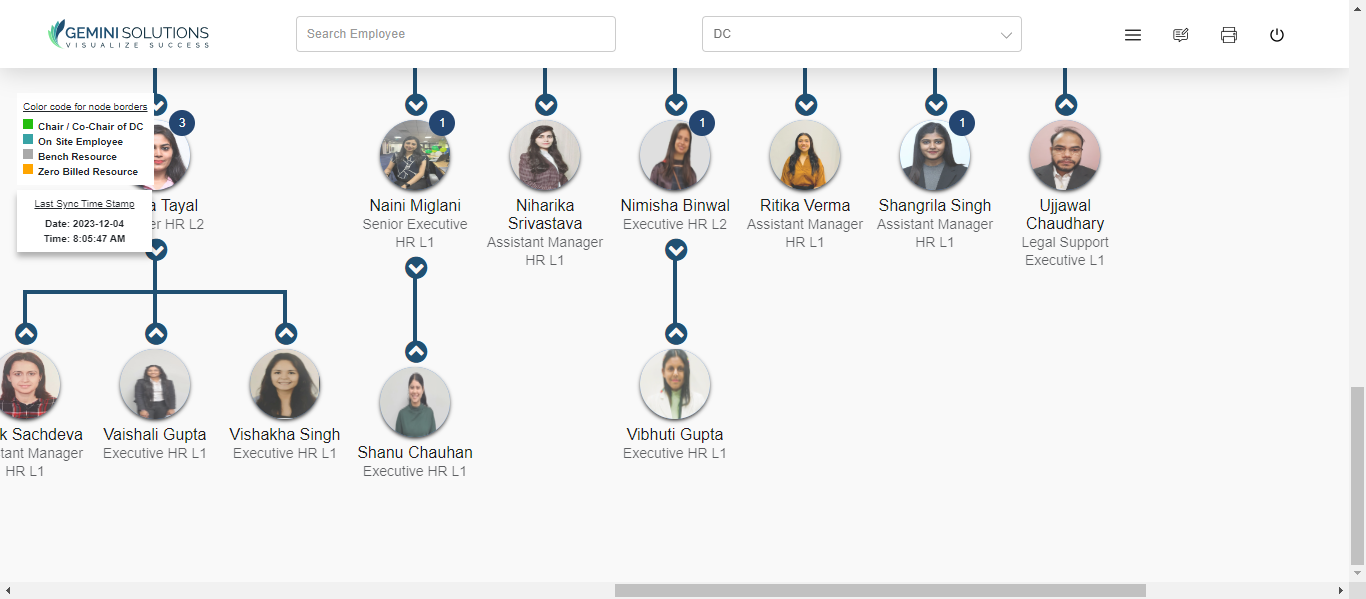 GEMINI SOLUTIONS
VISUALIZE SUCCESS
Search Employee
DC
Color code for node borders
Chair / Co-Chair of DC
On Site Employee
Bench Resource
Zero Billed Resource
Last Sync Time Stamp
Date: 2023-12-04
Time: 8:05:47 AM
3
a Tayal
er HR L2
1
Naini Miglani
Senior Executive
HR L1
Niharika
Srivastava
Assistant Manager
HR L1
1
Nimisha Binwal
Executive HR L2
Ritika Verma
Assistant Manager
HR L1
1
Shangrila Singh
Assistant Manager
HR L1
Ujjawal
Chaudhary
Legal Support
Executive L1
k Sachdeva
tant Manager
HR L1
Vaishali Gupta
Executive HR L1
Vishakha Singh
Executive HR L1
Shanu Chauhan
Executive HR L1
Vibhuti Gupta
Executive HR L1